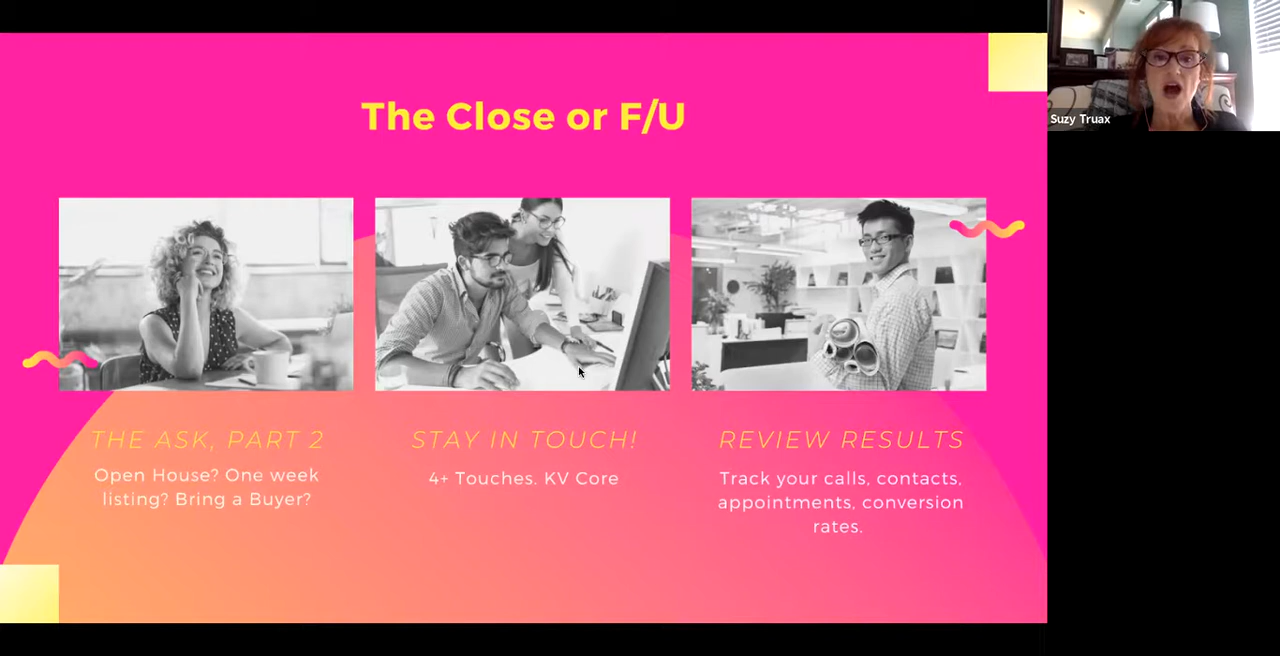 The Close or F/U
Suzy Truax
THE ASK, PART 2
Open House? One week
listing? Bring a Buyer?
STAY IN TOUCH!
4+ Touches. KV Core
REVIEW RESULTS
Track your calls, contacts,
appointments, conversion
rates.